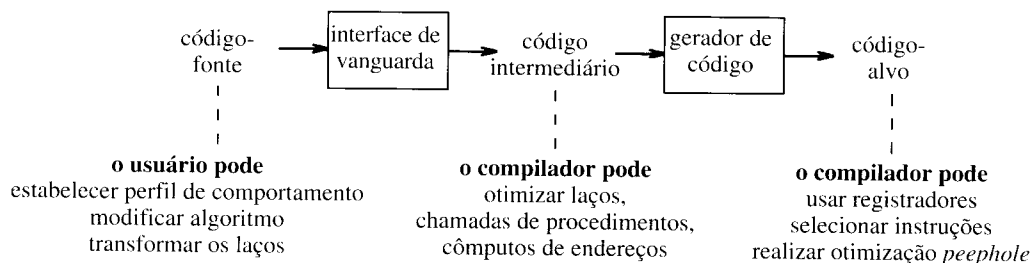 código-
fonte
interface de
vanguarda
código
intermediário
gerador de
código
código-
alvo
o usuário pode
estabelecer perfil de comportamento
modificar algoritmo
transformar os laços
o compilador pode
otimizar laços,
chamadas de procedimentos,
cômputos de endereços
o compilador pode
usar registradores
selecionar instruções
realizar otimização peephole